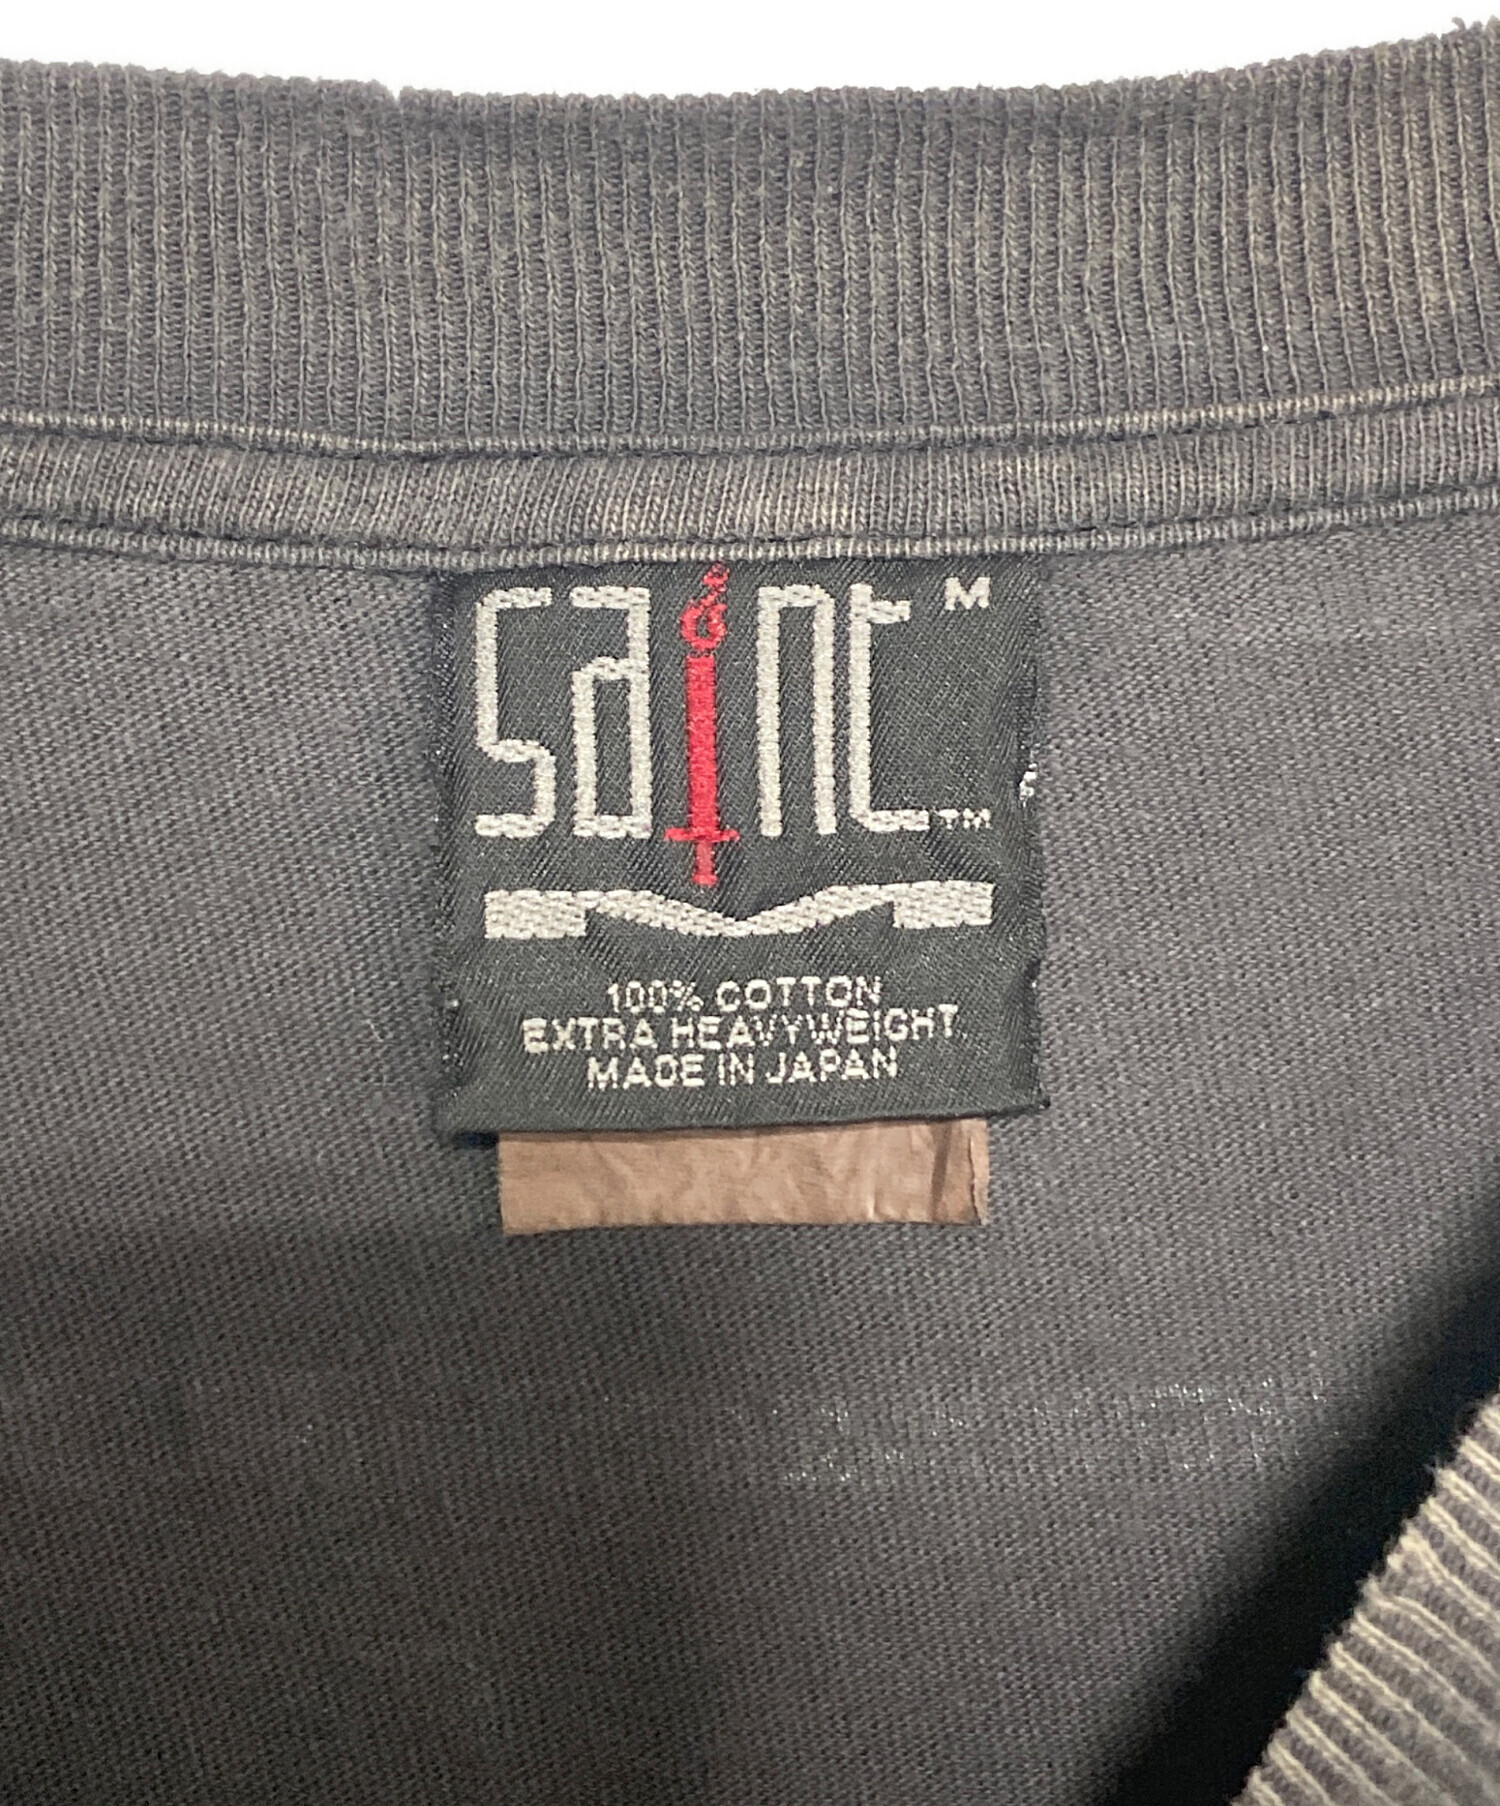 saint M
TM
100% COTTON
EXTRA HEAVYWEIGHT
MADE IN JAPAN